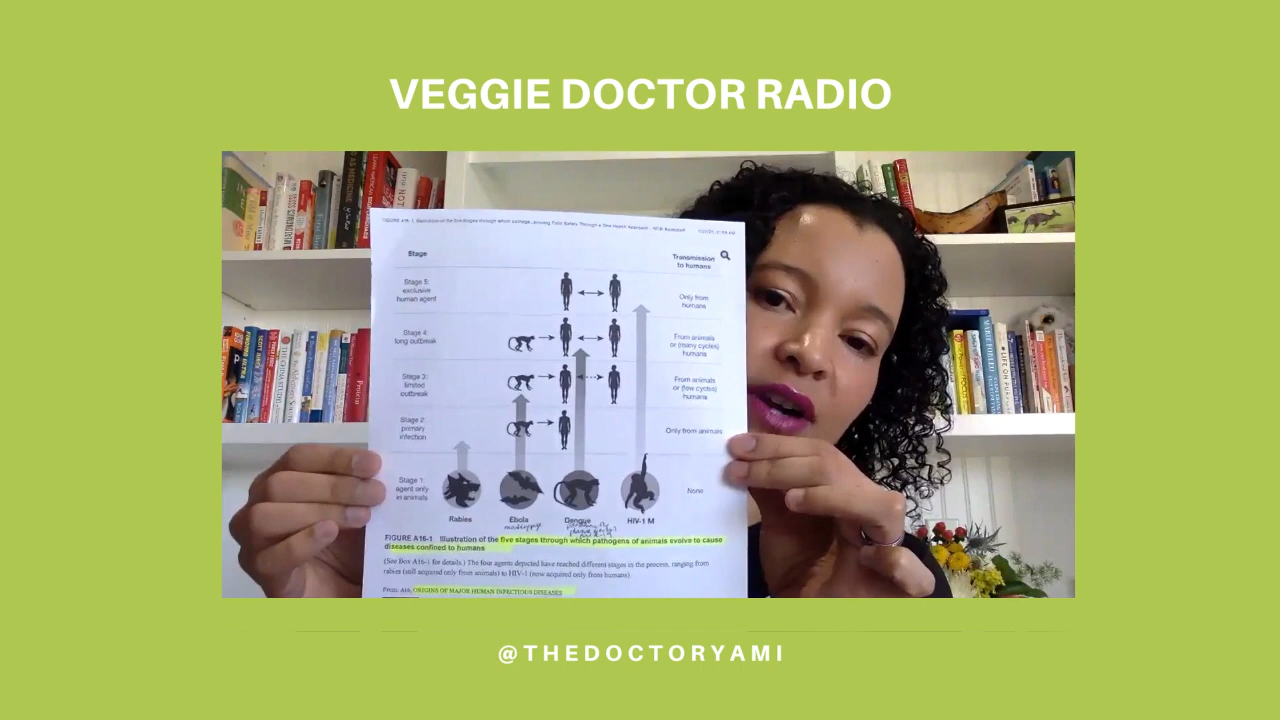 VEGGIE DOCTOR RADIO
Stage
Transmission
to humans
Stage 5:
exclusive
human agent
Only from
humans
Stage 4:
long outbreak
From animals
or (many cycles)
humans
Stage 3:
limited
outbreak
From animals
or (few cycles)
humans
Stage 2:
primary
infection
Only from animals
Stage 1:
agent only
in animals
None
Rabies
Ebola
Dengue
HIV-1 M
FIGURE A16-1 Illustration of the five stages through which pathogens of animals evolve to cause
diseases confined to humans
(See Box A16-1 for details.) The four agents depicted have reached different stages in the process, ranging from
rabies (still acquired only from animals) to HIV-1 (now acquired only from humans).
From: A16, ORIGINS OF MAJOR HUMAN INFECTIOUS DISEASES
@THEDOCTORYAMI